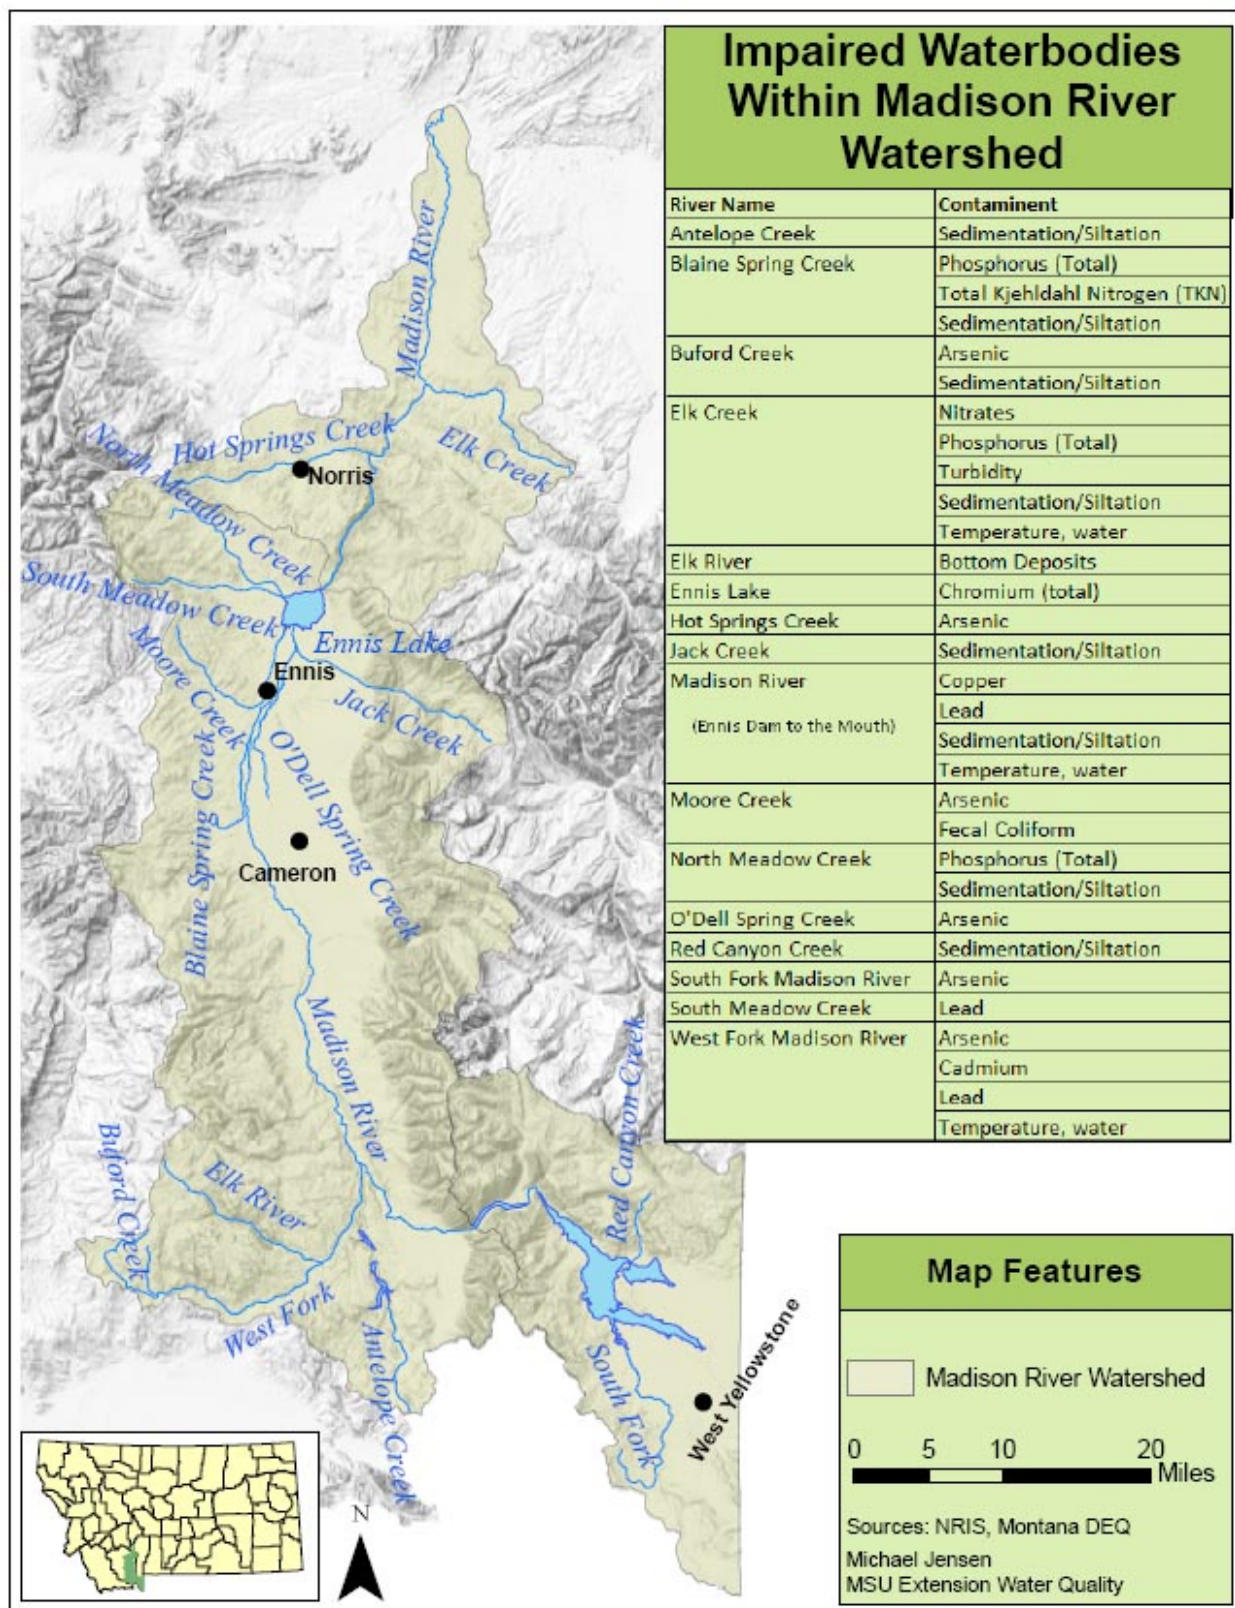 Impaired Waterbodies
Within Madison River
Watershed
River Name Contaminent
Antelope Creek Sedimentation/Siltation
Blaine Spring Creek Phosphorus (Total)
Total Kjehldahl Nitrogen (TKN)
Sedimentation/Siltation
Buford Creek Arsenic
Sedimentation/Siltation
Elk Creek Nitrates
Phosphorus (Total)
Turbidity
Sedimentation/Siltation
Temperature, water
Elk River Bottom Deposits
Ennis Lake Chromium (total)
Hot Springs Creek Arsenic
Jack Creek Sedimentation/Siltation
Madison River Copper
Lead
(Ennis Dam to the Mouth) Sedimentation/Siltation
Temperature, water
Moore Creek Arsenic
Fecal Coliform
North Meadow Creek Phosphorus (Total)
Sedimentation/Siltation
O'Dell Spring Creek Arsenic
Red Canyon Creek Sedimentation/Siltation
South Fork Madison River Arsenic
South Meadow Creek Lead
West Fork Madison River Arsenic
Cadmium
Lead
Temperature, water
Madison River
Hot Springs Creek
Elk Creek
North Meadow Creek
Norris
South Meadow Creek
Ennis Lake
Moore Creek
Ennis
Jack Creek
O'Dell Spring Creek
Blaine Spring Creek
Cameron
Madison River
Red Canyon Creek
Buford Creek
Elk River
West Fork
Antelope Creek
South Fork
West Yellowstone
N
Map Features
Madison River Watershed
0 5 10 20
Miles
Sources: NRIS, Montana DEQ
Michael Jensen
MSU Extension Water Quality